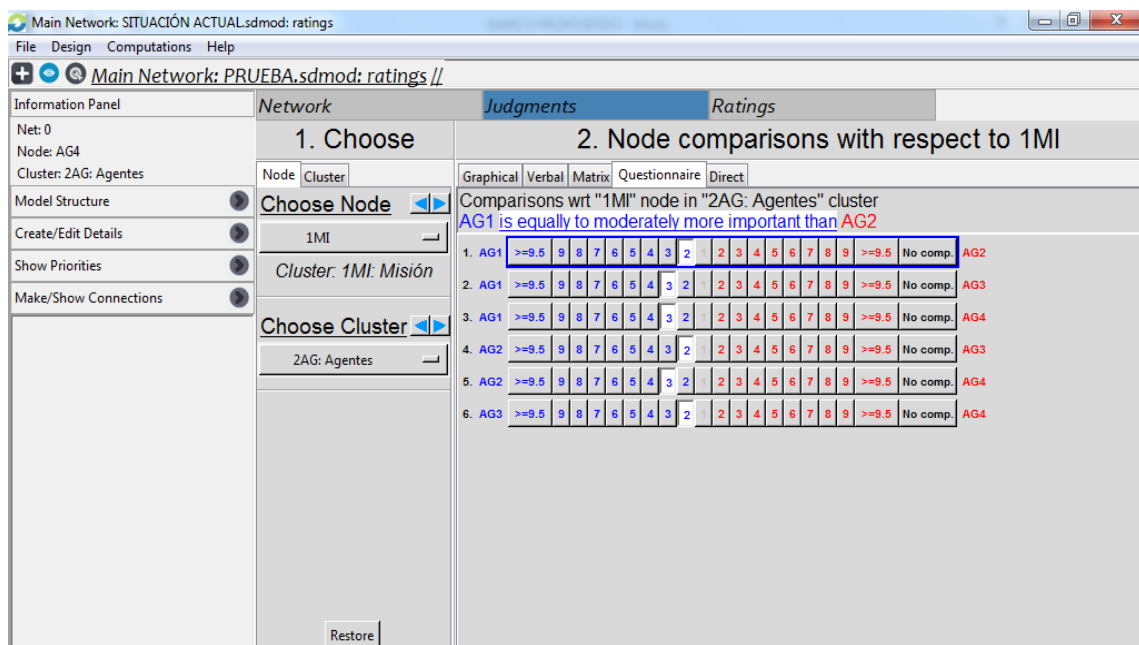 Main Network: SITUACIÓN ACTUAL.sdmod: ratings
File Design Computations Help
Main Network: PRUEBA.sdmod: ratings //
Information Panel
Net: 0
Node: AG4
Cluster: 2AG: Agentes
Model Structure
Create/Edit Details
Show Priorities
Make/Show Connections
Network Judgments Ratings
1. Choose
Node Cluster
Choose Node
1MI
Cluster: 1MI: Misión
Choose Cluster
2AG: Agentes
Restore
2. Node comparisons with respect to 1MI
Graphical Verbal Matrix Questionnaire Direct
Comparisons wrt "1MI" node in "2AG: Agentes" cluster
AG1 is equally to moderately more important than AG2
1. AG1 >=9.5 9 8 7 6 5 4 3 2 1 2 3 4 5 6 7 8 9 >=9.5 No comp. AG2
2. AG1 >=9.5 9 8 7 6 5 4 3 2 1 2 3 4 5 6 7 8 9 >=9.5 No comp. AG3
3. AG1 >=9.5 9 8 7 6 5 4 3 2 1 2 3 4 5 6 7 8 9 >=9.5 No comp. AG4
4. AG2 >=9.5 9 8 7 6 5 4 3 2 1 2 3 4 5 6 7 8 9 >=9.5 No comp. AG3
5. AG2 >=9.5 9 8 7 6 5 4 3 2 1 2 3 4 5 6 7 8 9 >=9.5 No comp. AG4
6. AG3 >=9.5 9 8 7 6 5 4 3 2 1 2 3 4 5 6 7 8 9 >=9.5 No comp. AG4